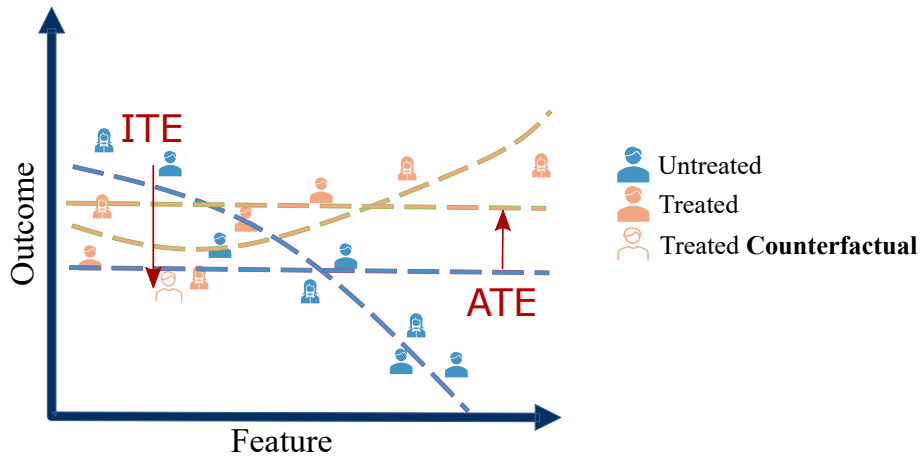 ITE
Outcome
ATE
Feature
Untreated
Treated
Treated Counterfactual